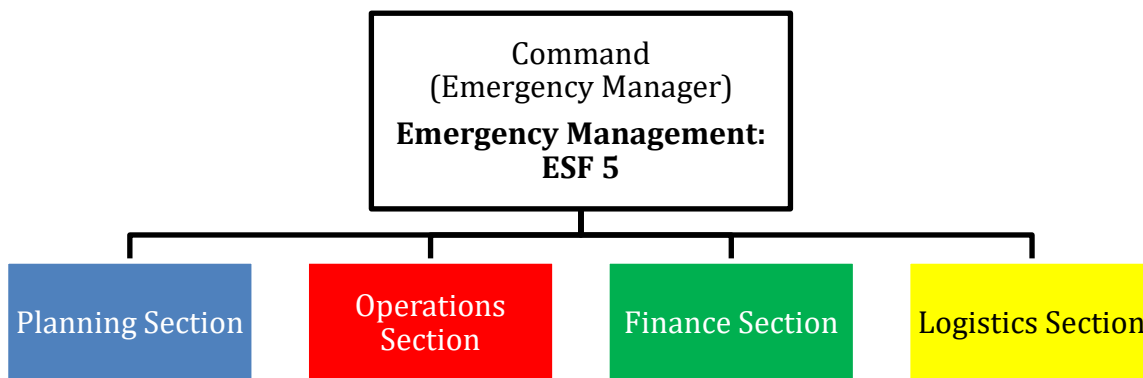 Command
(Emergency Manager)
Emergency Management:
ESF 5
Planning Section
Operations
Section
Finance Section
Logistics Section